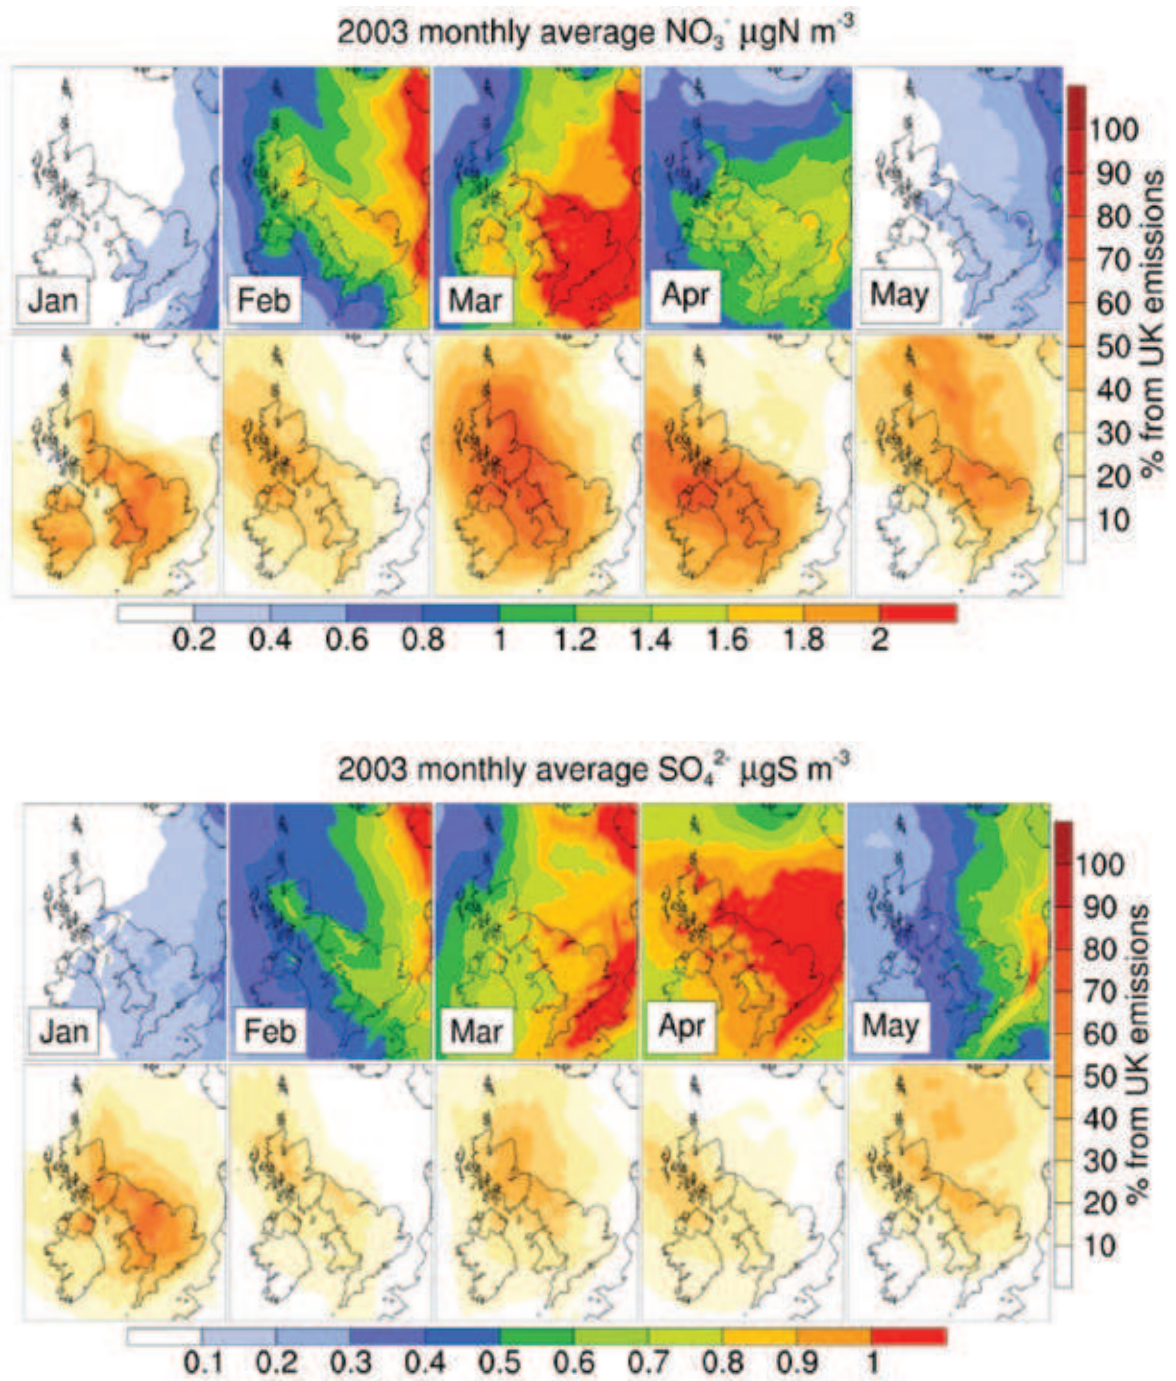 2003 monthly average NO₃⁻ µgN m⁻³
Jan Feb Mar Apr May
100
90
80
70
60
50
40
30
20
10
% from UK emissions
0.2 0.4 0.6 0.8 1 1.2 1.4 1.6 1.8 2
2003 monthly average SO₄²⁻ µgS m⁻³
Jan Feb Mar Apr May
100
90
80
70
60
50
40
30
20
10
% from UK emissions
0.1 0.2 0.3 0.4 0.5 0.6 0.7 0.8 0.9 1